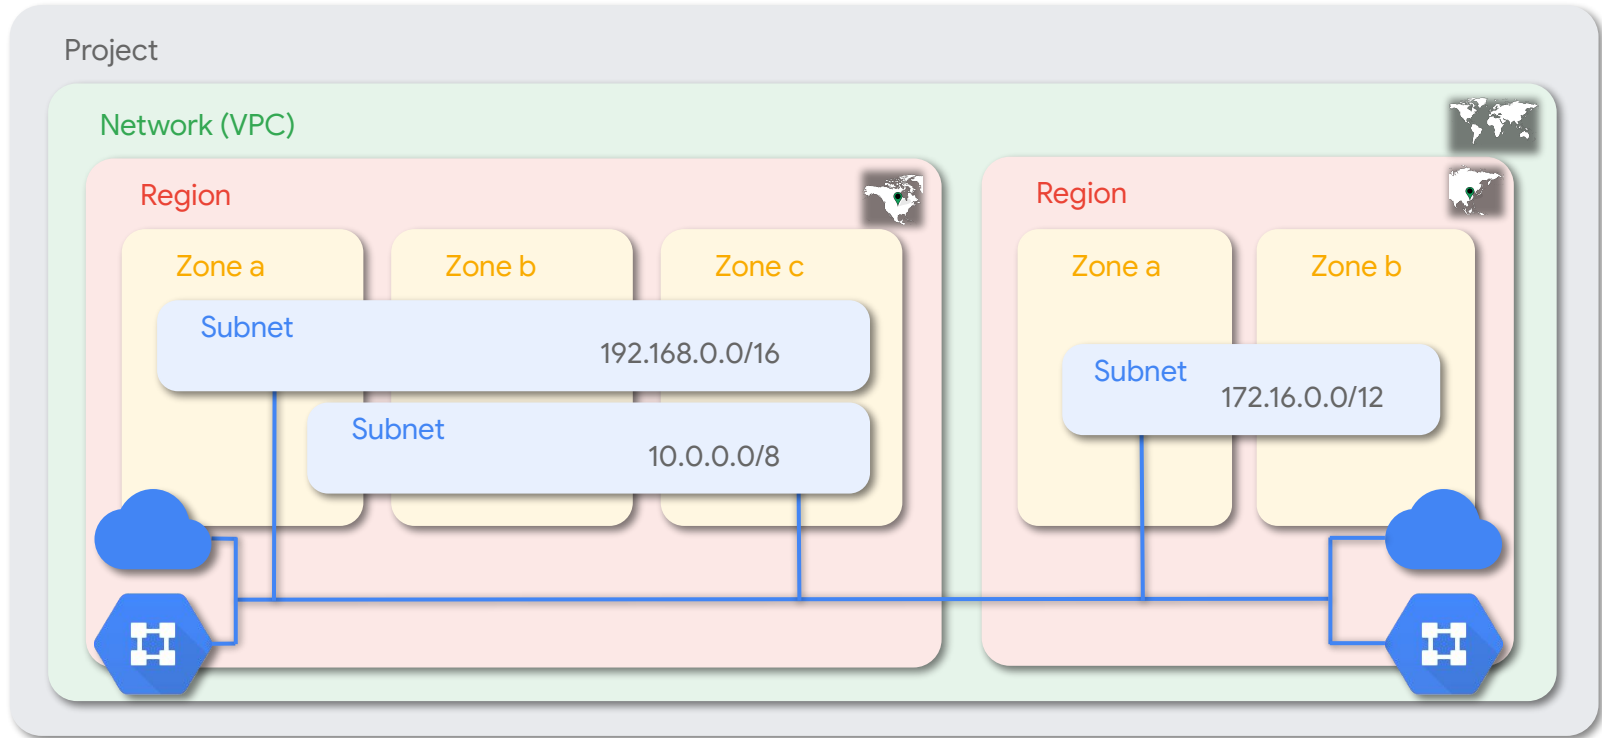 Project
Network (VPC)
Region
Zone a
Zone b
Zone c
Subnet
192.168.0.0/16
Subnet
10.0.0.0/8
Region
Zone a
Zone b
Subnet
172.16.0.0/12